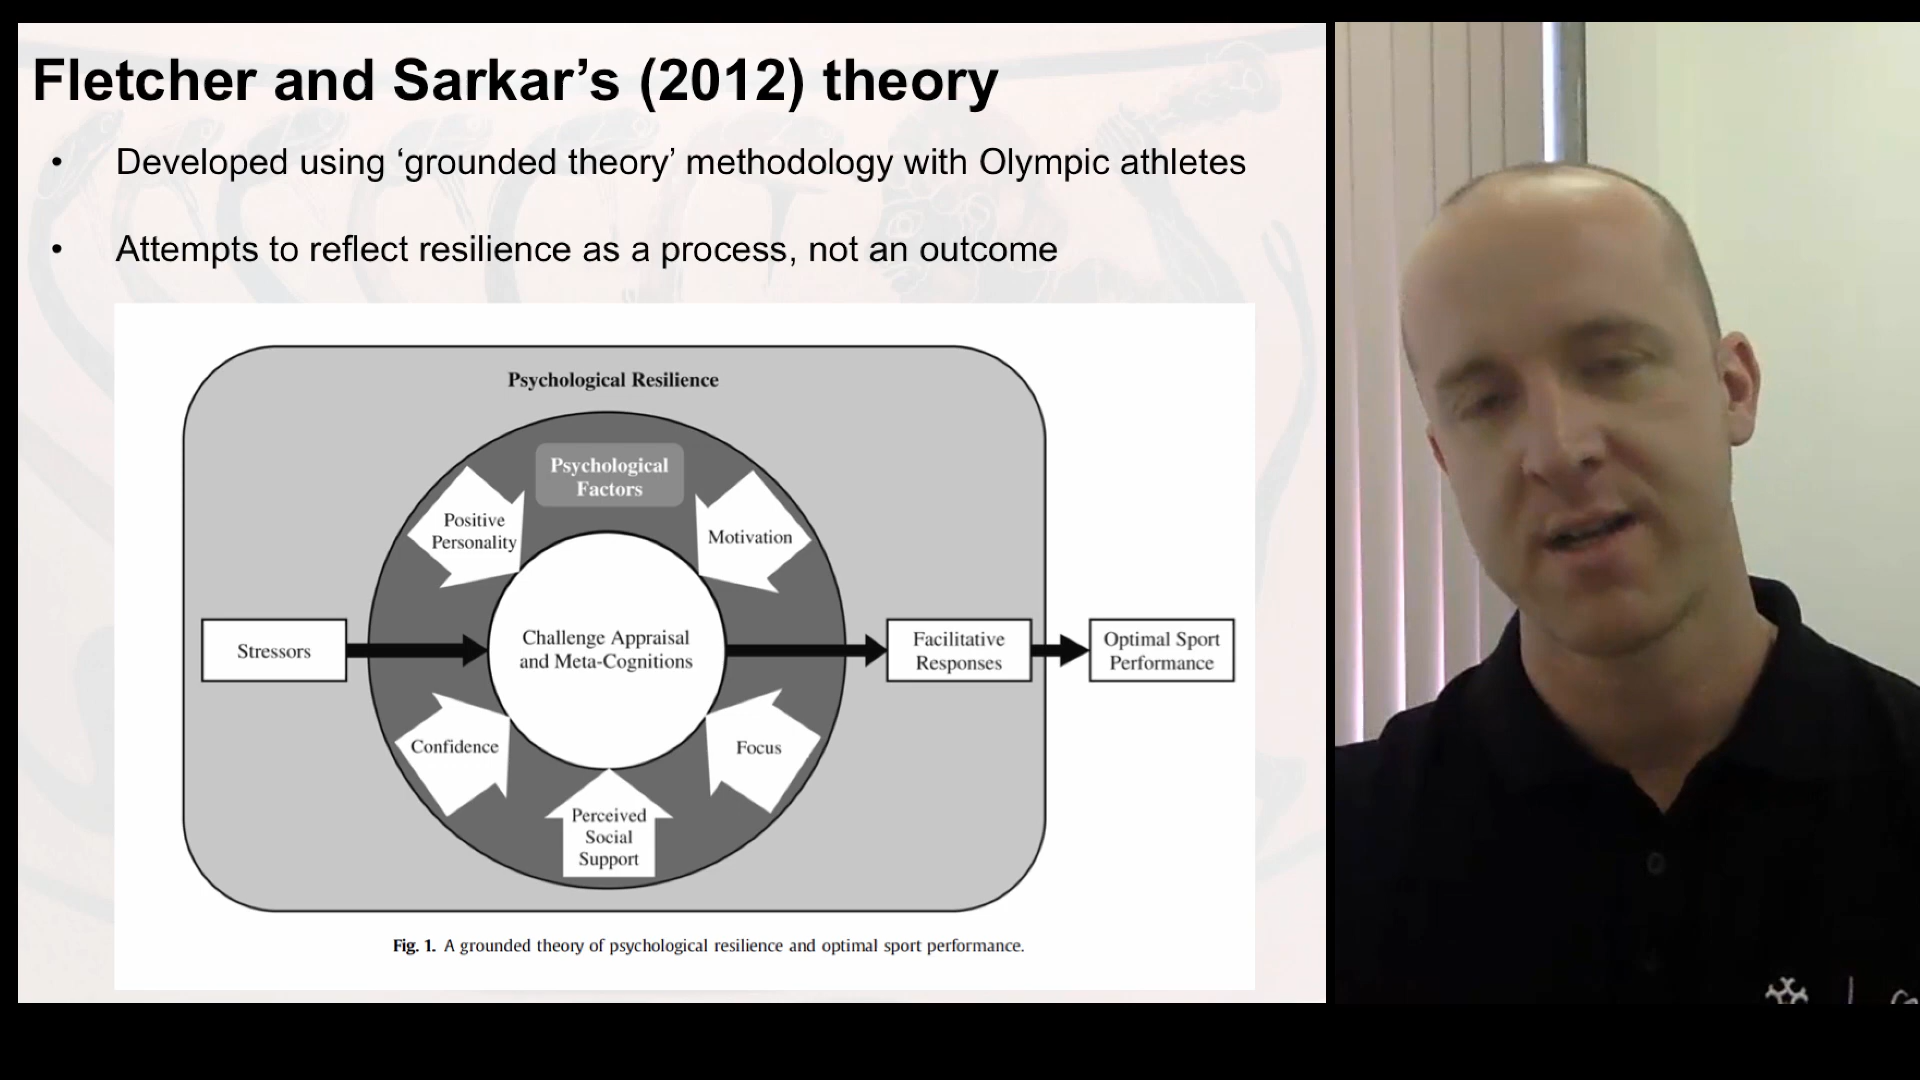 Fletcher and Sarkar’s (2012) theory
• Developed using ‘grounded theory’ methodology with Olympic athletes
• Attempts to reflect resilience as a process, not an outcome
Psychological Resilience
Psychological
Factors
Positive
Personality
Motivation
Stressors
Challenge Appraisal
and Meta-Cognitions
Facilitative
Responses
Optimal Sport
Performance
Confidence
Focus
Perceived
Social
Support
Fig. 1. A grounded theory of psychological resilience and optimal sport performance.